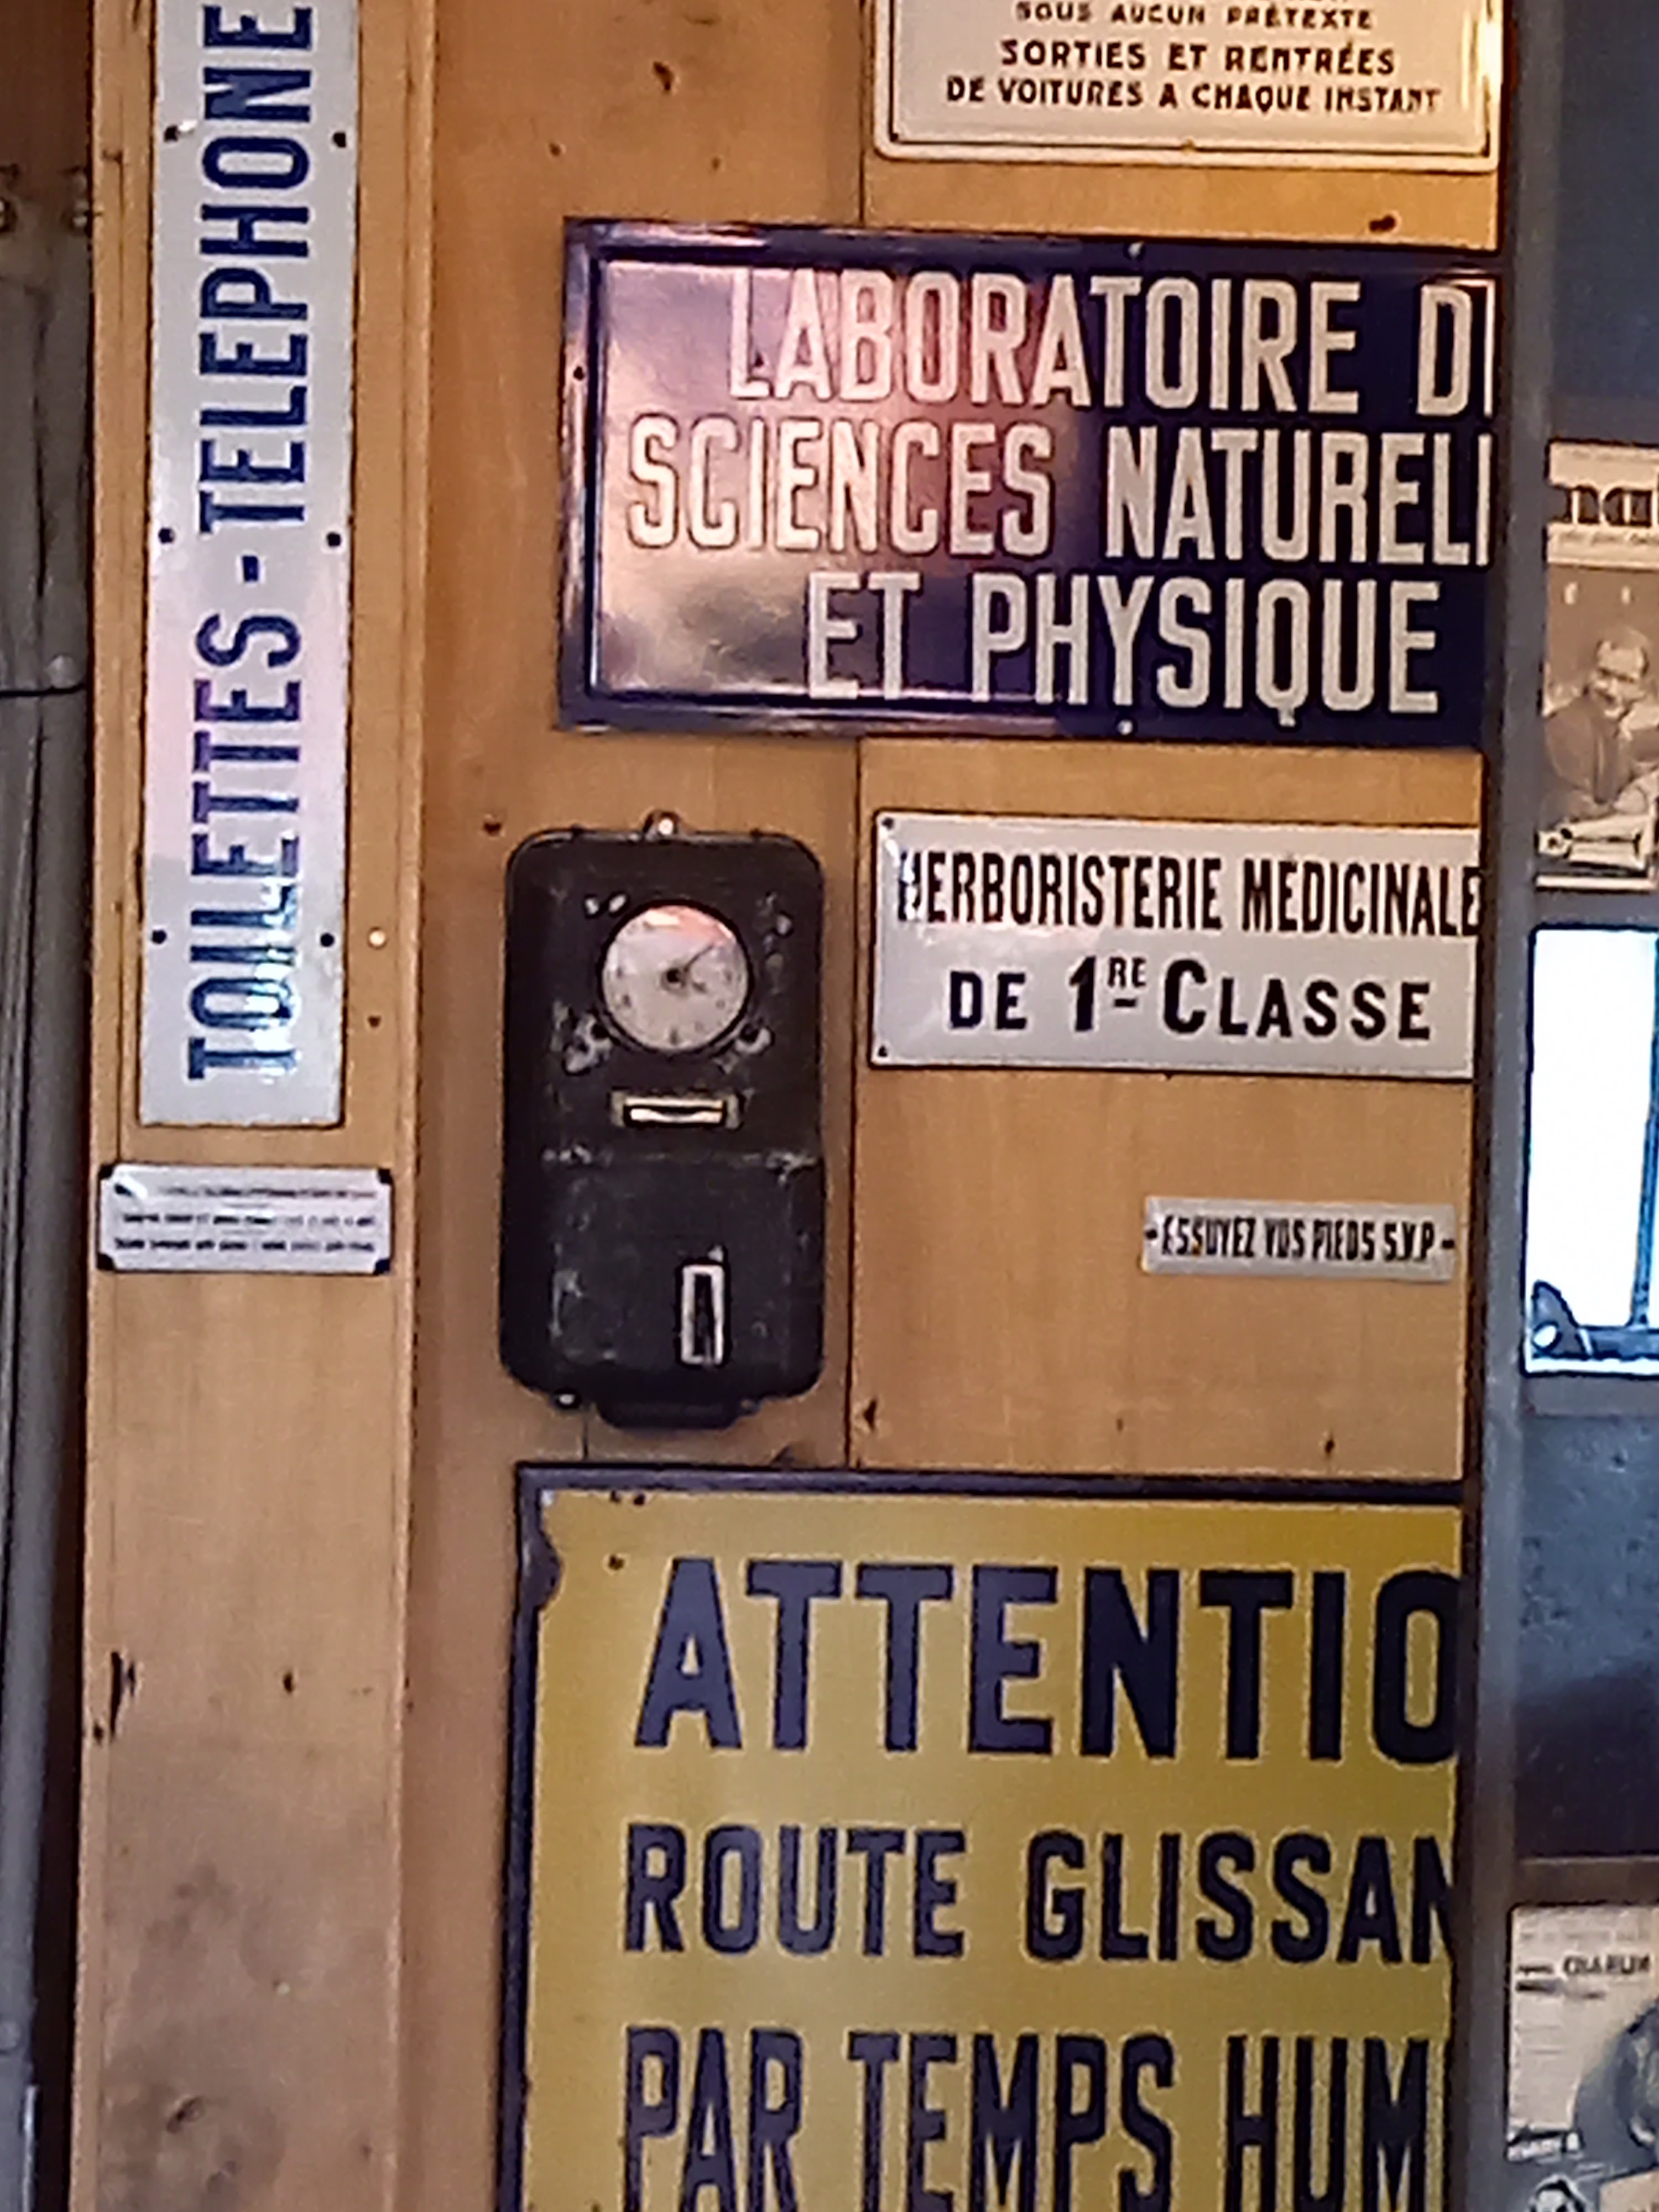 TOILETTES - TELEPHONE
SOUS AUCUN PRÉTEXTE
SORTIES ET RENTRÉES
DE VOITURES A CHAQUE INSTANT
LABORATOIRE D
SCIENCES NATUREL
ET PHYSIQUE
HERBORISTERIE MEDICINALE
DE 1RE CLASSE
-ESSUYEZ VOS PIEDS S.V.P-
ATTENTIO
ROUTE GLISSAN
PAR TEMPS HUM